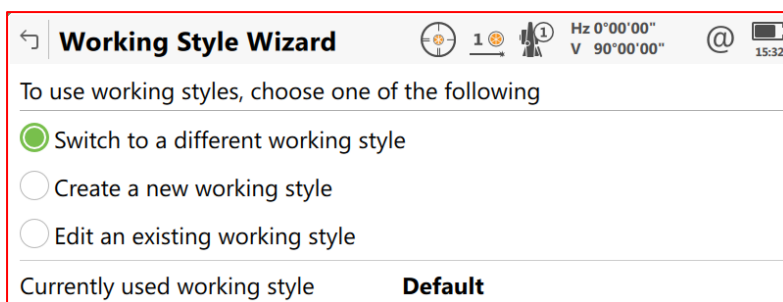 Working Style Wizard
1
1
Hz 0°00'00"
V 90°00'00"
@
15:32
To use working styles, choose one of the following
Switch to a different working style
Create a new working style
Edit an existing working style
Currently used working style Default